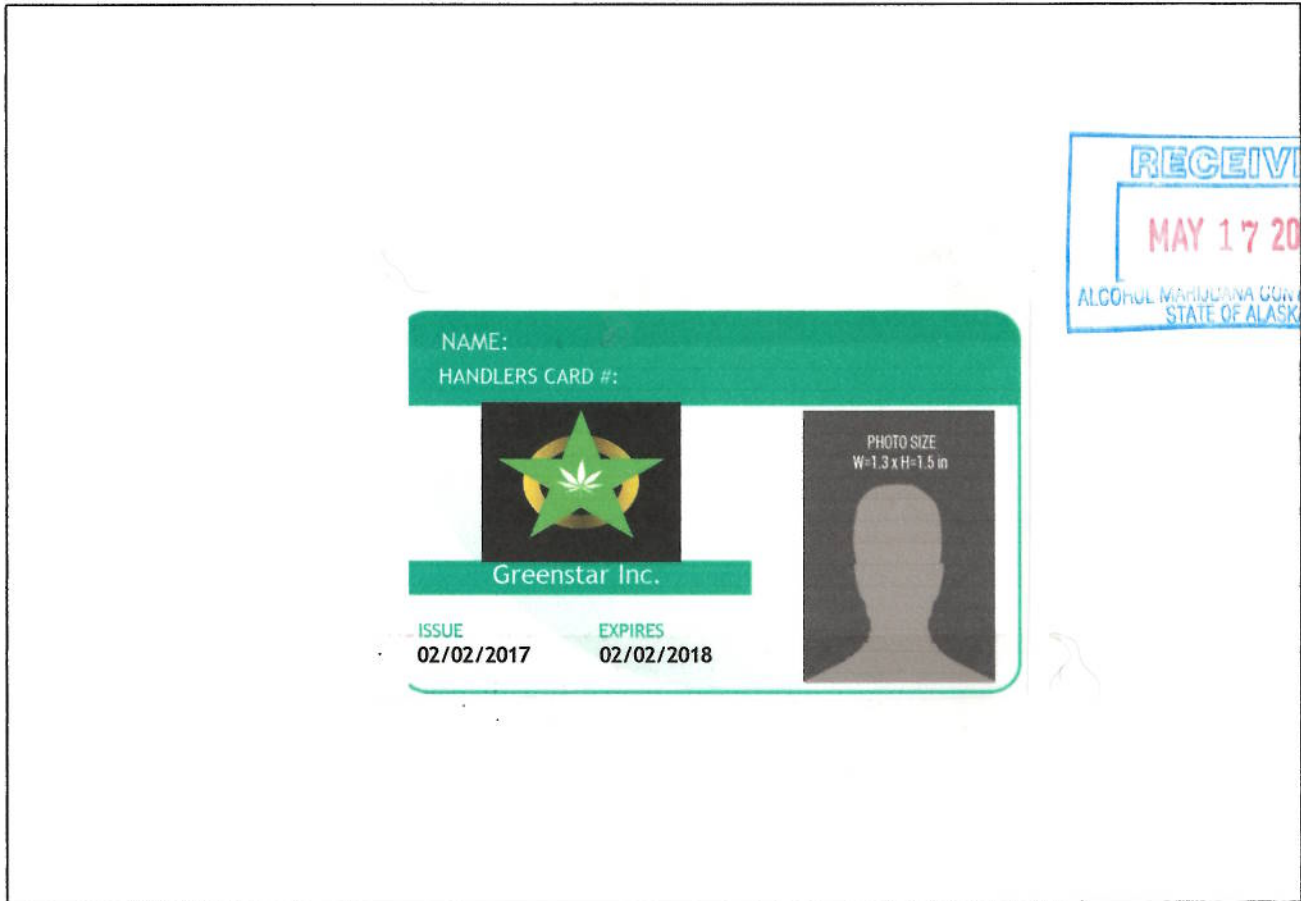 RECEIV
MAY 17 20
ALCOHOL MARIJUANA CON
STATE OF ALASK
NAME:
HANDLERS CARD #:
PHOTO SIZE
W=1.3 x H=1.5 in
Greenstar Inc.
ISSUE
EXPIRES
02/02/2017
02/02/2018